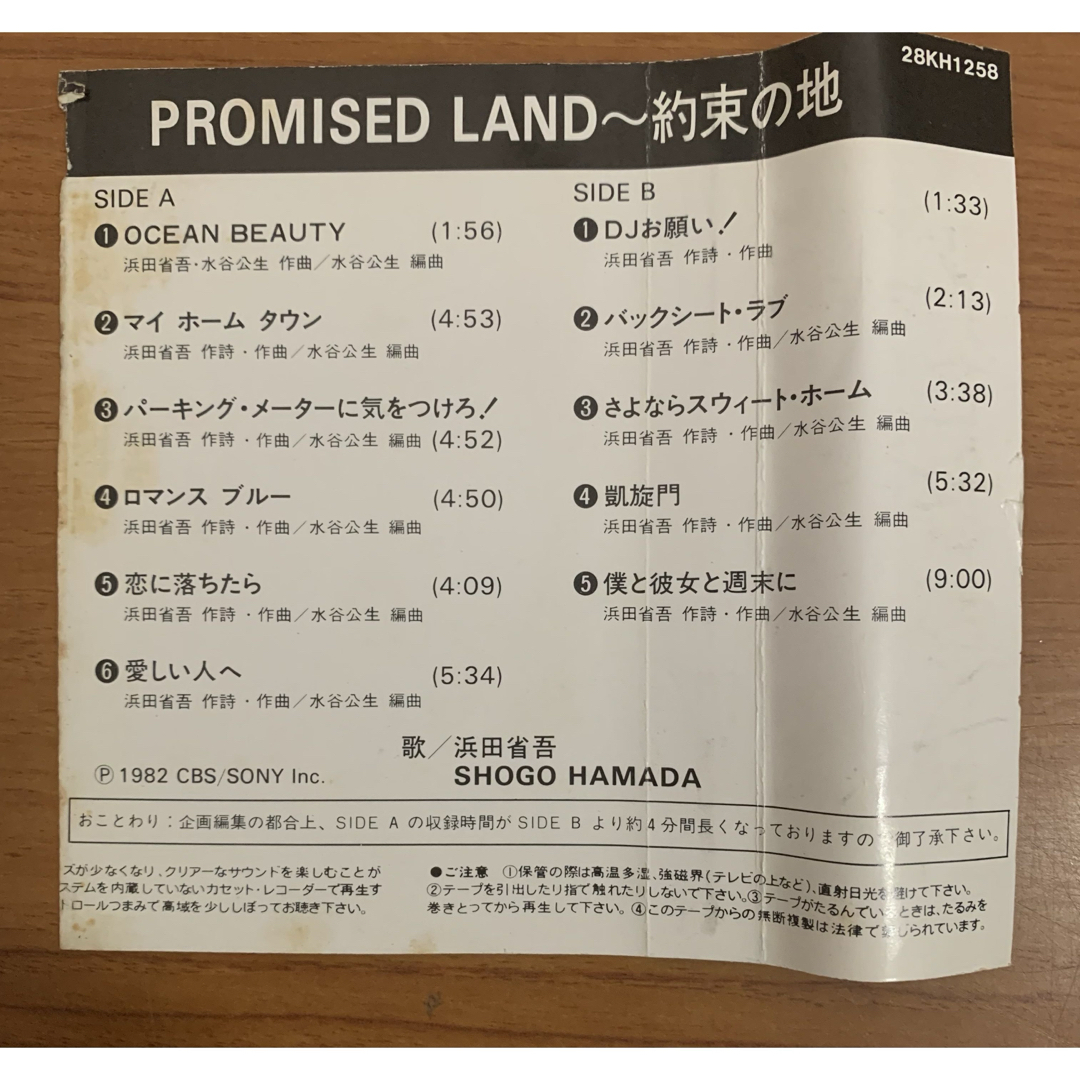 28KH1258
PROMISED LAND〜約束の地
SIDE A
❶ OCEAN BEAUTY (1:56)
浜田省吾・水谷公生 作曲／水谷公生 編曲
❷ マイ ホーム タウン (4:53)
浜田省吾 作詩・作曲／水谷公生 編曲
❸ パーキング・メーターに気をつけろ！
浜田省吾 作詩・作曲／水谷公生 編曲 (4:52)
❹ ロマンス ブルー (4:50)
浜田省吾 作詩・作曲／水谷公生 編曲
❺ 恋に落ちたら (4:09)
浜田省吾 作詩・作曲／水谷公生 編曲
❻ 愛しい人へ (5:34)
浜田省吾 作詩・作曲／水谷公生 編曲
SIDE B
❶ DJお願い！ (1:33)
浜田省吾 作詩・作曲
❷ バックシート・ラブ (2:13)
浜田省吾 作詩・作曲／水谷公生 編曲
❸ さよならスウィート・ホーム (3:38)
浜田省吾 作詩・作曲／水谷公生 編曲
❹ 凱旋門 (5:32)
浜田省吾 作詩・作曲／水谷公生 編曲
❺ 僕と彼女と週末に (9:00)
浜田省吾 作詩・作曲／水谷公生 編曲
歌／浜田省吾
SHOGO HAMADA
Ⓟ1982 CBS/SONY Inc.
おことわり：企画編集の都合上、SIDE A の収録時間が SIDE B より約4分間長くなっておりますので御了承下さい。
ズが少なくなり、クリアーなサウンドを楽しむことが
ステムを内蔵していないカセット・レコーダーで再生す
トロールつまみで高域を少ししぼってお聴き下さい。
●ご注意 ①保管の際は高温多湿、強磁界(テレビの上など)、直射日光を避けて下さい。
②テープを引出したり指で触れたりしないで下さい。③テープがたるんでいるときは、たるみを
巻きとってから再生して下さい。④このテープからの無断複製は法律で禁じられています。